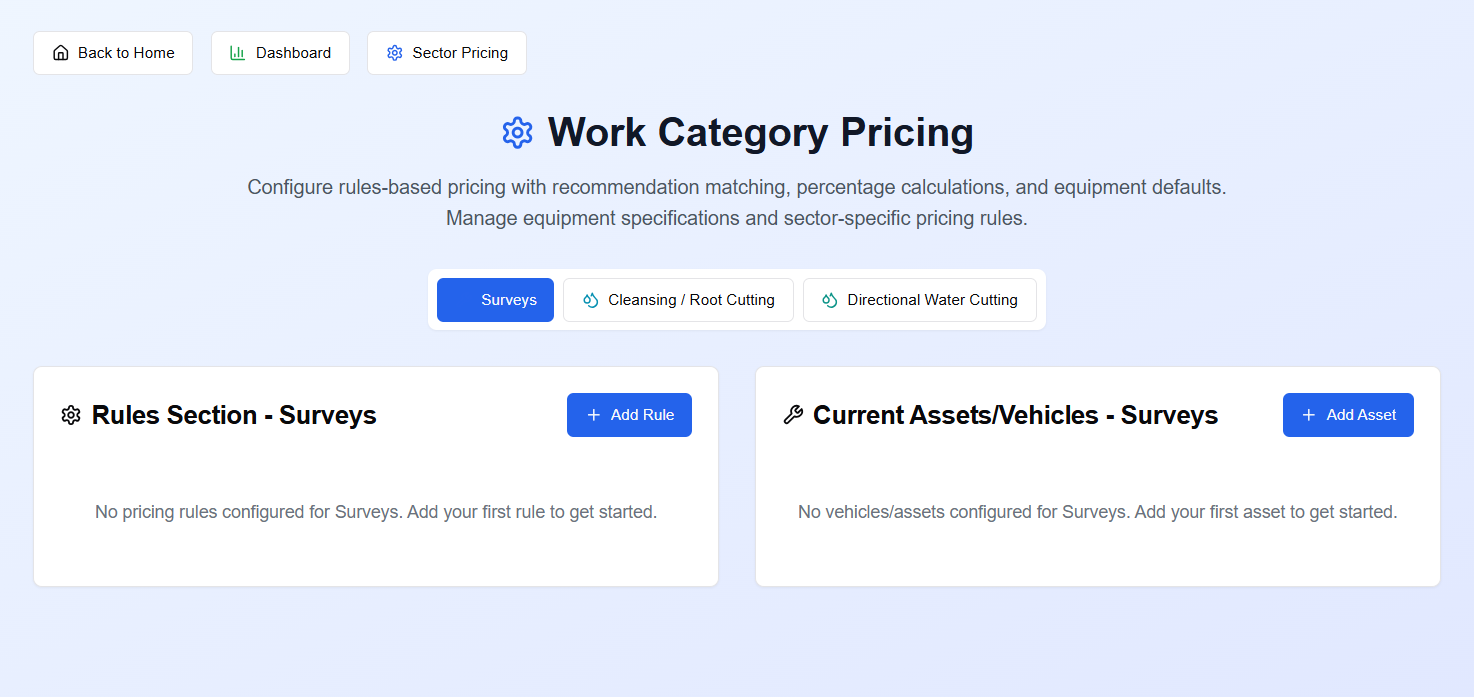 Back to Home
Dashboard
Sector Pricing
Work Category Pricing
Configure rules-based pricing with recommendation matching, percentage calculations, and equipment defaults.
Manage equipment specifications and sector-specific pricing rules.
Surveys
Cleansing / Root Cutting
Directional Water Cutting
Rules Section - Surveys
Add Rule
No pricing rules configured for Surveys. Add your first rule to get started.
Current Assets/Vehicles - Surveys
Add Asset
No vehicles/assets configured for Surveys. Add your first asset to get started.